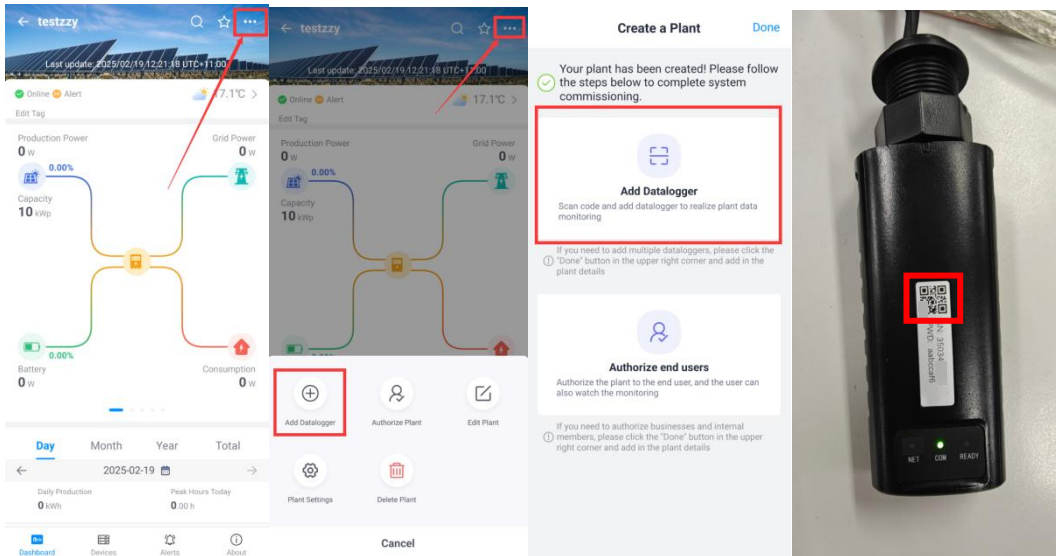 testzzy
Last update: 2025/02/19 12:21:18 UTC+11:00
Online Alert
17.1℃ >
Edit Tag
Production Power
0 W
Grid Power
0 W
0.00%
Capacity
10 kWp
0.00%
Battery
0 W
Consumption
0 W
Day Month Year Total
2025-02-19
Daily Production
0 kWh
Peak Hours Today
0.00 h
Dashboard Devices Alerts About
testzzy
Last update: 2025/02/19 12:21:18 UTC+11:00
Online Alert
17.1℃ >
Edit Tag
Production Power
0 W
Grid Power
0 W
0.00%
Capacity
10 kWp
Add Datalogger
Authorize Plant
Edit Plant
Plant Settings
Delete Plant
Cancel
Create a Plant
Done
Your plant has been created! Please follow
the steps below to complete system
commissioning.
Add Datalogger
Scan code and add datalogger to realize plant data
monitoring
If you need to add multiple dataloggers, please click the
"Done" button in the upper right corner and add in the
plant details
Authorize end users
Authorize the plant to the end user, and the user can
also watch the monitoring
If you need to authorize businesses and internal
members, please click the "Done" button in the upper
right corner and add in the plant details
SN: 35034
PWD: aabccaf6
NET COM READY